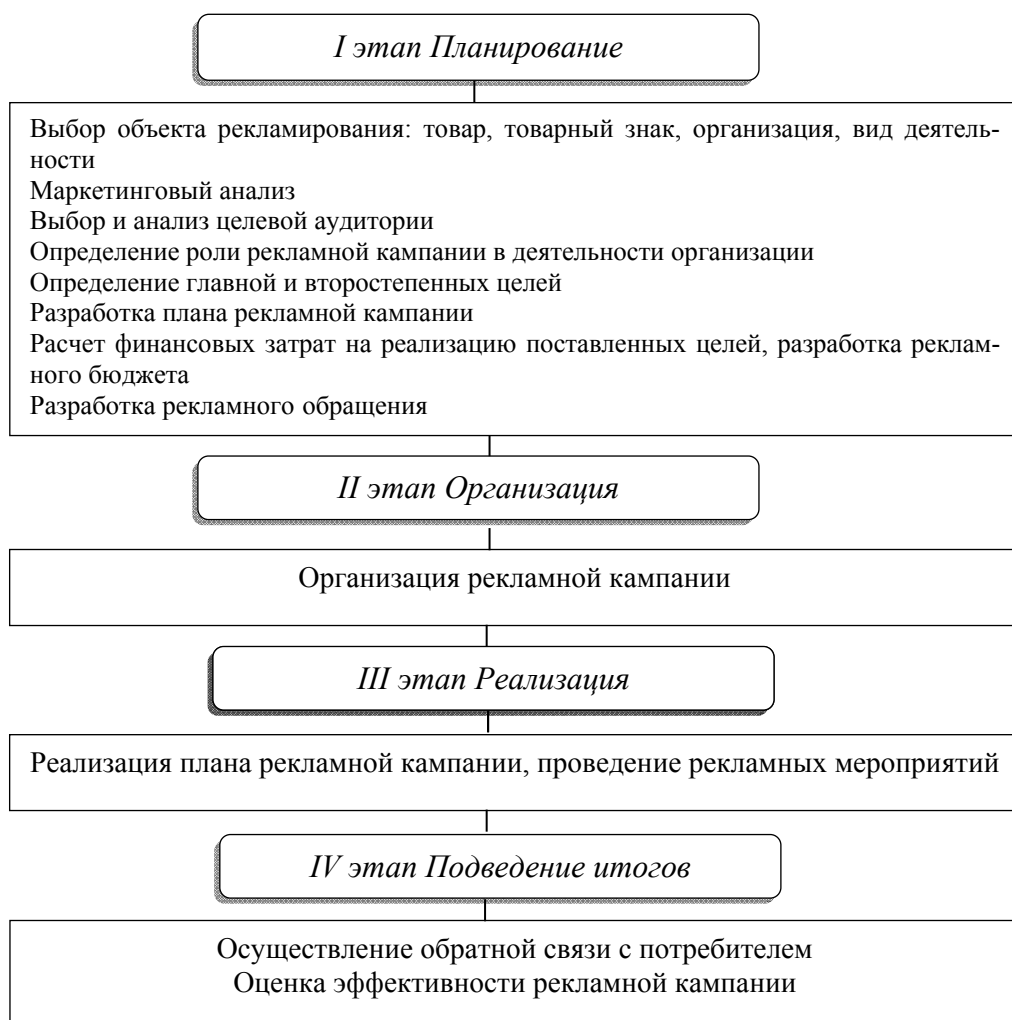 I этап Планирование
Выбор объекта рекламирования: товар, товарный знак, организация, вид деятель-
ности
Маркетинговый анализ
Выбор и анализ целевой аудитории
Определение роли рекламной кампании в деятельности организации
Определение главной и второстепенных целей
Разработка плана рекламной кампании
Расчет финансовых затрат на реализацию поставленных целей, разработка реклам-
ного бюджета
Разработка рекламного обращения
II этап Организация
Организация рекламной кампании
III этап Реализация
Реализация плана рекламной кампании, проведение рекламных мероприятий
IV этап Подведение итогов
Осуществление обратной связи с потребителем
Оценка эффективности рекламной кампании